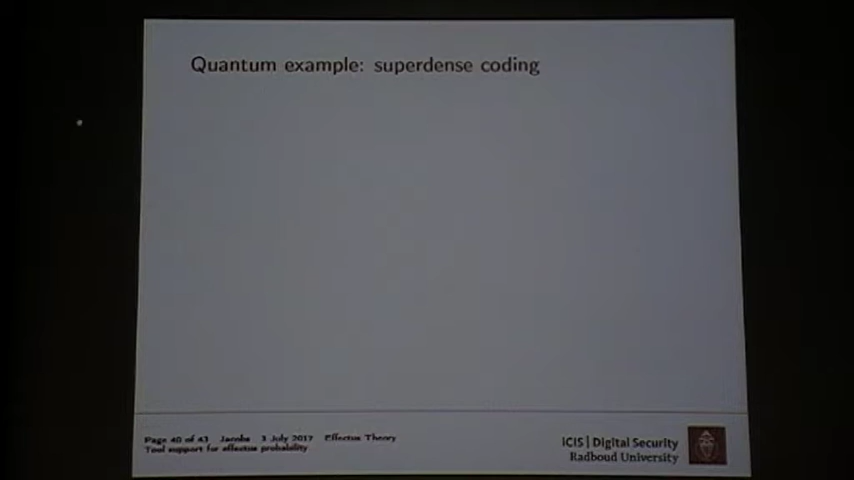 Quantum example: superdense coding
Page 40 of 43 Jacobs 3 July 2017 Effectus Theory
Tool support for effectus probability
iCIS | Digital Security
Radboud University